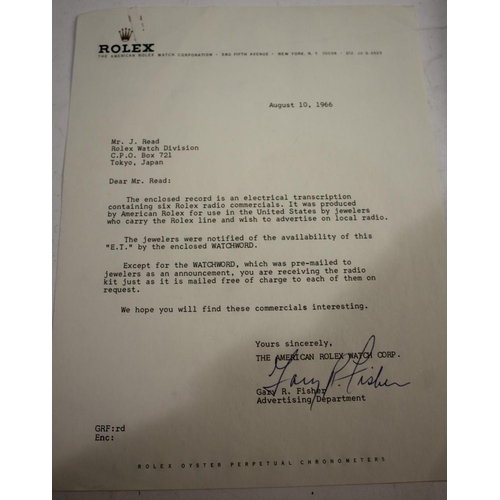 ROLEX
THE AMERICAN ROLEX WATCH CORPORATION · 580 FIFTH AVENUE · NEW YORK, N. Y. 10036 ·
August 10, 1966
Mr. J. Read
Rolex Watch Division
C.P.O. Box 721
Tokyo, Japan
Dear Mr. Read:
The enclosed record is an electrical transcription
containing six Rolex radio commercials. It was produced
by American Rolex for use in the United States by jewelers
who carry the Rolex line and wish to advertise on local radio.
The jewelers were notified of the availability of this
"E.T." by the enclosed WATCHWORD.
Except for the WATCHWORD, which was pre-mailed to
jewelers as an announcement, you are receiving the radio
kit just as it is mailed free of charge to each of them on
request.
We hope you will find these commercials interesting.
Yours sincerely,
THE AMERICAN ROLEX WATCH CORP.
Gary R. Fisher
Gary R. Fisher
Advertising Department
GRF:rd
Enc:
ROLEX OYSTER PERPETUAL CHRONOMETERS